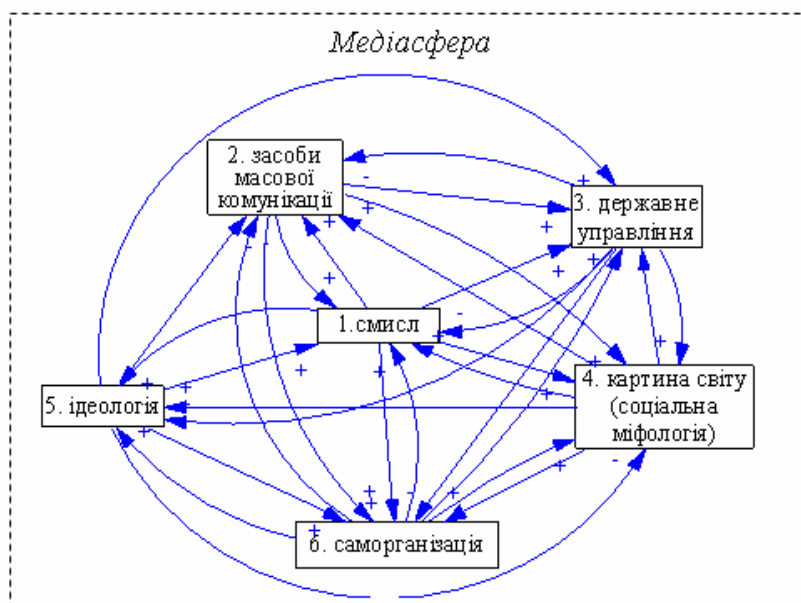 Медіасфера
2. засоби
масової
комунікації
3. державне
управління
1.смисл
4. картина світу
(соціальна
міфологія)
5. ідеологія
6. саморганізація